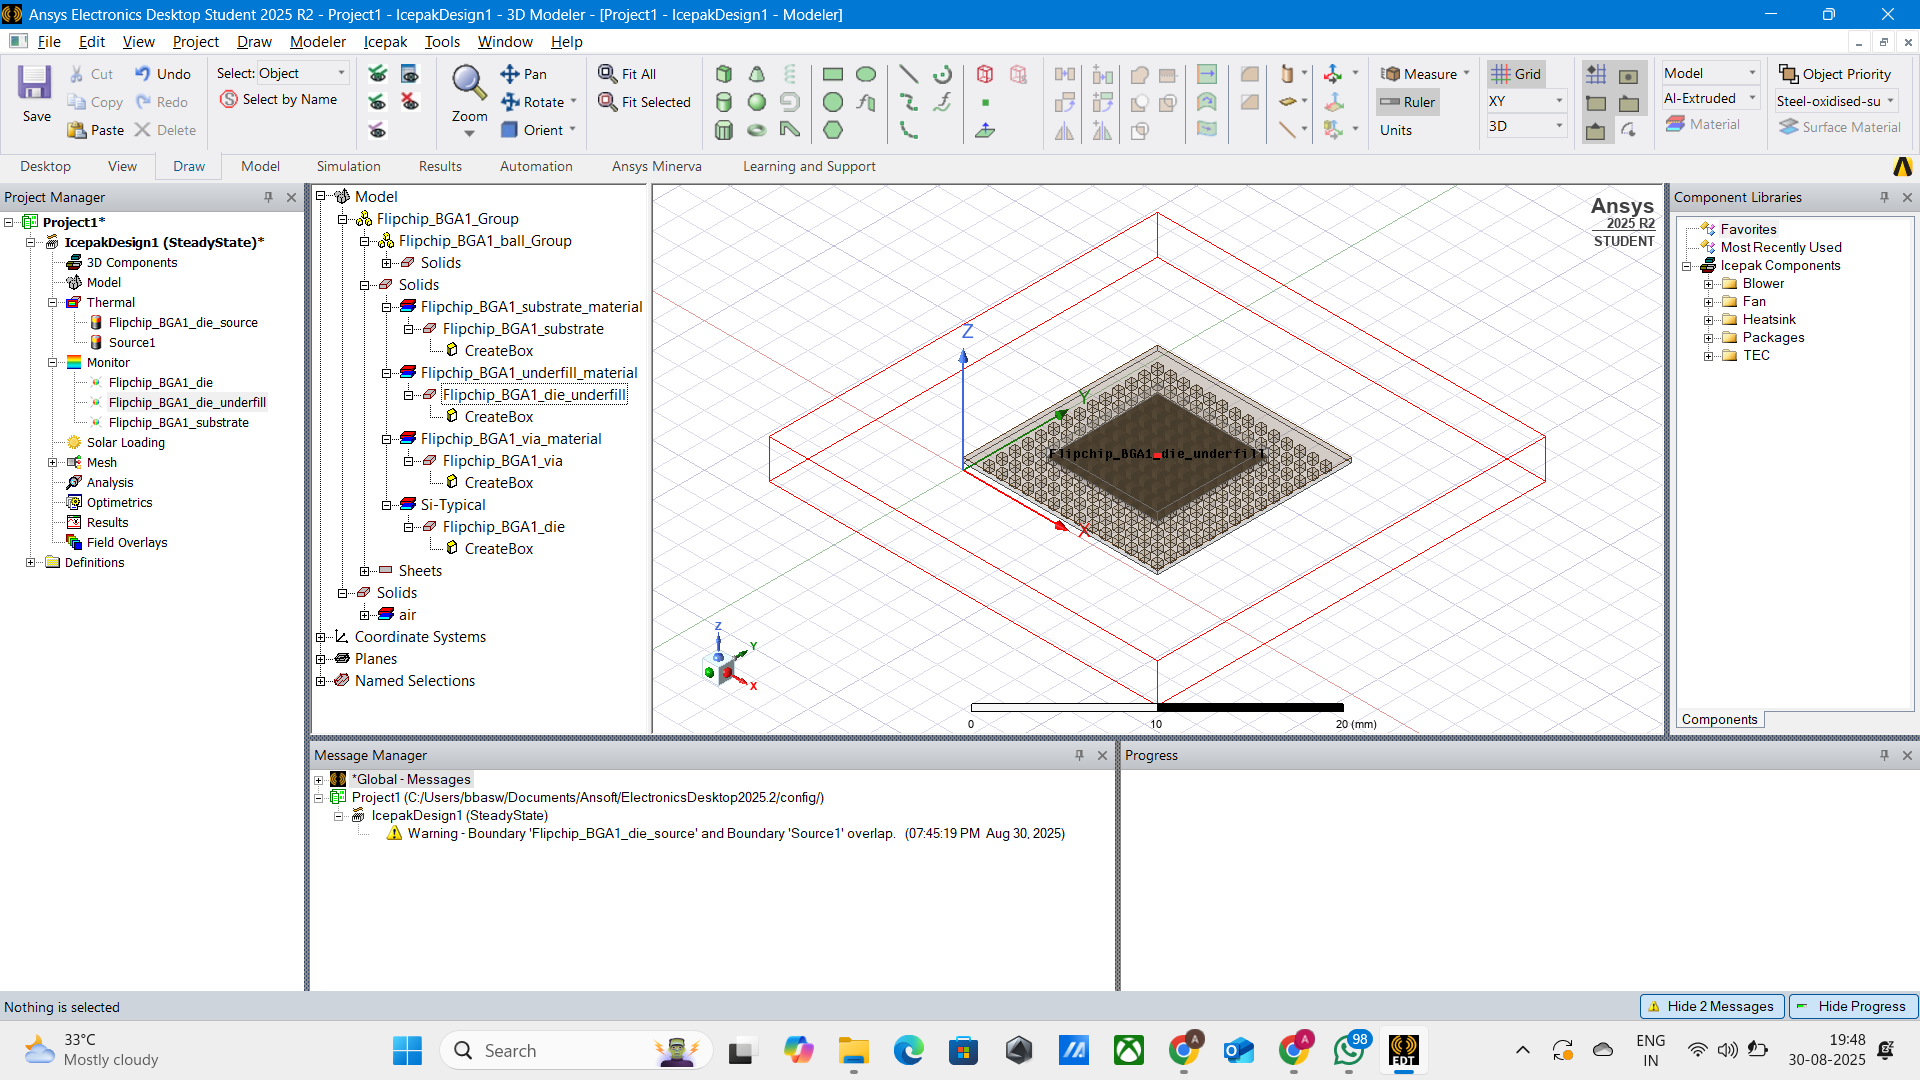 Ansys Electronics Desktop Student 2025 R2 - Project1 - IcepakDesign1 - 3D Modeler - [Project1 - IcepakDesign1 - Modeler]
File Edit View Project Draw Modeler Icepak Tools Window Help
Save
Cut
Copy
Paste
Undo
Redo
Delete
Select: Object
Select by Name
Zoom
Pan
Rotate
Orient
Fit All
Fit Selected
Measure
Ruler
Units
Grid
XY
3D
Model
Al-Extruded
Material
Object Priority
Steel-oxidised-su
Surface Material
Desktop View Draw Model Simulation Results Automation Ansys Minerva Learning and Support
Project Manager
Project1*
IcepakDesign1 (SteadyState)*
3D Components
Model
Thermal
Flipchip_BGA1_die_source
Source1
Monitor
Flipchip_BGA1_die
Flipchip_BGA1_die_underfill
Flipchip_BGA1_substrate
Solar Loading
Mesh
Analysis
Optimetrics
Results
Field Overlays
Definitions
Model
Flipchip_BGA1_Group
Flipchip_BGA1_ball_Group
Solids
Solids
Flipchip_BGA1_substrate_material
Flipchip_BGA1_substrate
CreateBox
Flipchip_BGA1_underfill_material
Flipchip_BGA1_die_underfill
CreateBox
Flipchip_BGA1_via_material
Flipchip_BGA1_via
CreateBox
Si-Typical
Flipchip_BGA1_die
CreateBox
Sheets
Solids
air
Coordinate Systems
Planes
Named Selections
Ansys
2025 R2
STUDENT
Z
Y
Flipchip_BGA1_die_underfill
X
Z
Y
X
0 10 20 (mm)
Component Libraries
Favorites
Most Recently Used
Icepak Components
Blower
Fan
Heatsink
Packages
TEC
Components
Message Manager
*Global - Messages
Project1 (C:/Users/bbasw/Documents/Ansoft/ElectronicsDesktop2025.2/config/)
IcepakDesign1 (SteadyState)
Warning - Boundary 'Flipchip_BGA1_die_source' and Boundary 'Source1' overlap. (07:45:19 PM Aug 30, 2025)
Progress
Nothing is selected
Hide 2 Messages
Hide Progress
33°C
Mostly cloudy
Search
A
A
98
EDT
ENG
IN
19:48
30-08-2025